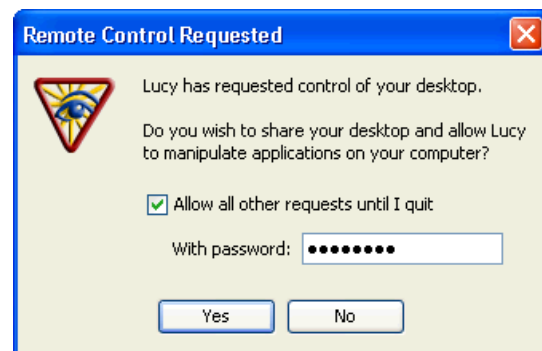 Remote Control Requested
Lucy has requested control of your desktop.
Do you wish to share your desktop and allow Lucy
to manipulate applications on your computer?
Allow all other requests until I quit
With password: ••••••••
Yes No